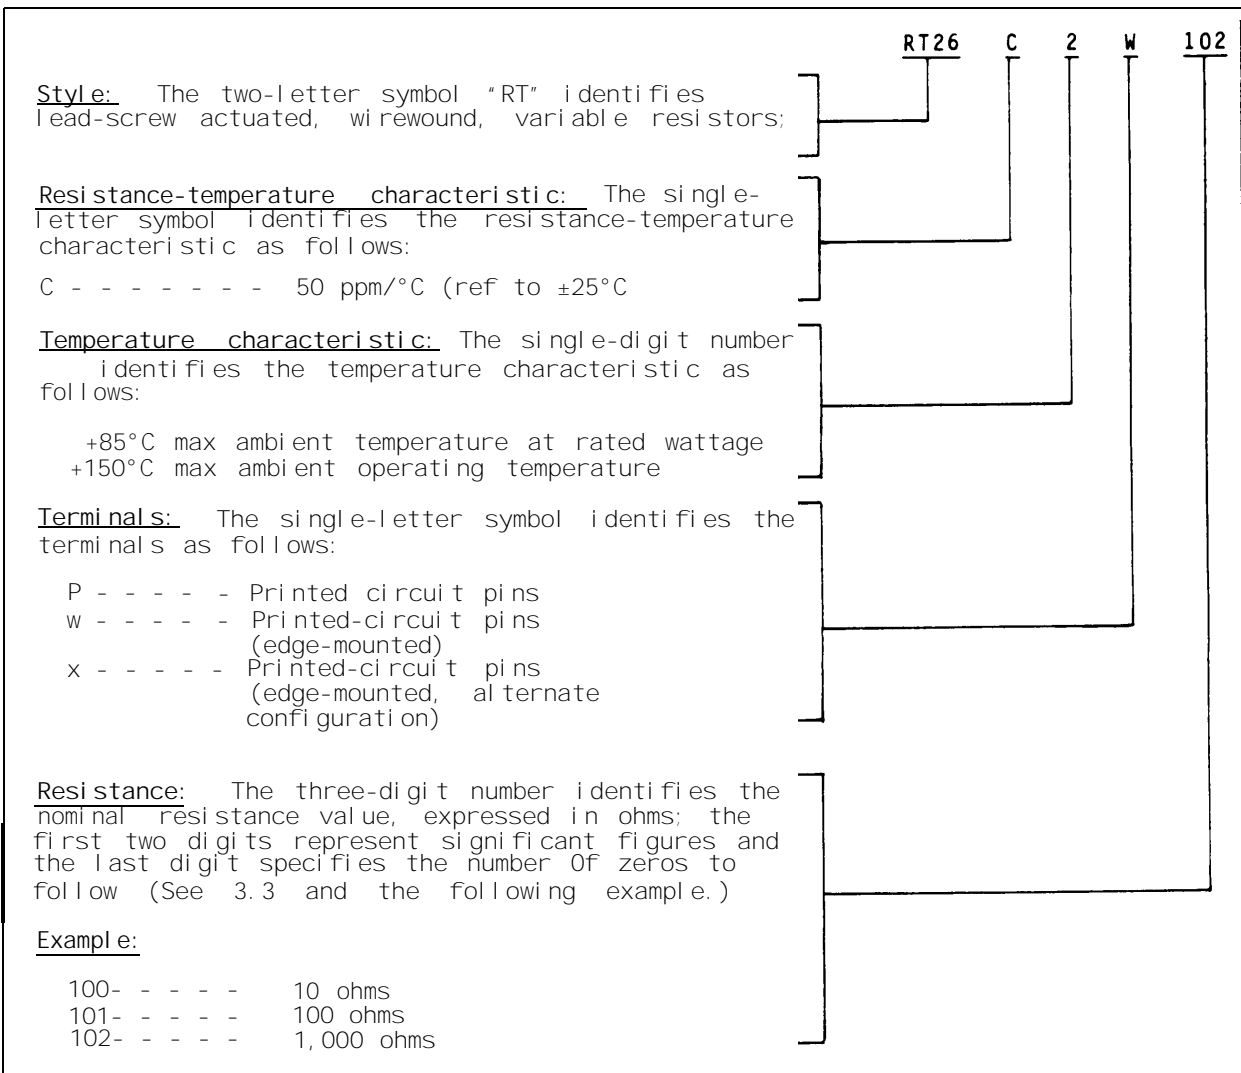 RT26 C 2 W 102
Style: The two-letter symbol "RT" identifies
lead-screw actuated, wirewound, variable resistors;
Resistance-temperature characteristic: The single-
letter symbol identifies the resistance-temperature
characteristic as follows:
C - - - - - - - 50 ppm/°C (ref to ±25°C
Temperature characteristic: The single-digit number
identifies the temperature characteristic as
follows:
+85°C max ambient temperature at rated wattage
+150°C max ambient operating temperature
Terminals: The single-letter symbol identifies the
terminals as follows:
P - - - - - Printed circuit pins
w - - - - - Printed-circuit pins
(edge-mounted)
x - - - - - Printed-circuit pins
(edge-mounted, alternate
configuration)
Resistance: The three-digit number identifies the
nominal resistance value, expressed in ohms; the
first two digits represent significant figures and
the last digit specifies the number 0f zeros to
follow (See 3.3 and the following example.)
Example:
100- - - - - 10 ohms
101- - - - - 100 ohms
102- - - - - 1,000 ohms